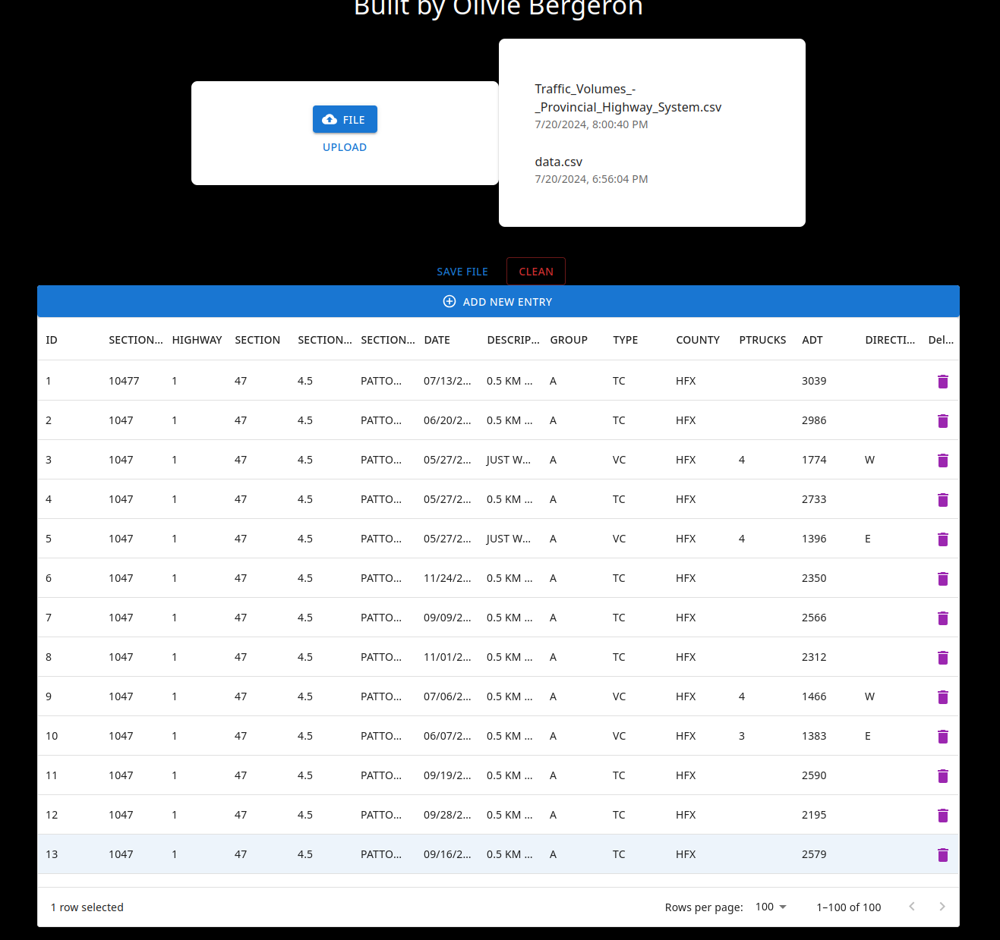 Built by Olivie Bergeron
Traffic_Volumes_-
_Provincial_Highway_System.csv
7/20/2024, 8:00:40 PM
data.csv
7/20/2024, 6:56:04 PM
FILE
UPLOAD
SAVE FILE CLEAN
ADD NEW ENTRY
ID SECTION... HIGHWAY SECTION SECTION... SECTION... DATE DESCRIP... GROUP TYPE COUNTY PTRUCKS ADT DIRECTI... Del...
1 10477 1 47 4.5 PATTO... 07/13/2... 0.5 KM ... A TC HFX 3039
2 1047 1 47 4.5 PATTO... 06/20/2... 0.5 KM ... A TC HFX 2986
3 1047 1 47 4.5 PATTO... 05/27/2... JUST W... A VC HFX 4 1774 W
4 1047 1 47 4.5 PATTO... 05/27/2... 0.5 KM ... A TC HFX 2733
5 1047 1 47 4.5 PATTO... 05/27/2... JUST W... A VC HFX 4 1396 E
6 1047 1 47 4.5 PATTO... 11/24/2... 0.5 KM ... A TC HFX 2350
7 1047 1 47 4.5 PATTO... 09/09/2... 0.5 KM ... A TC HFX 2566
8 1047 1 47 4.5 PATTO... 11/01/2... 0.5 KM ... A TC HFX 2312
9 1047 1 47 4.5 PATTO... 07/06/2... 0.5 KM ... A VC HFX 4 1466 W
10 1047 1 47 4.5 PATTO... 06/07/2... 0.5 KM ... A VC HFX 3 1383 E
11 1047 1 47 4.5 PATTO... 09/19/2... 0.5 KM ... A TC HFX 2590
12 1047 1 47 4.5 PATTO... 09/28/2... 0.5 KM ... A TC HFX 2195
13 1047 1 47 4.5 PATTO... 09/16/2... 0.5 KM ... A TC HFX 2579
1 row selected Rows per page: 100 1–100 of 100